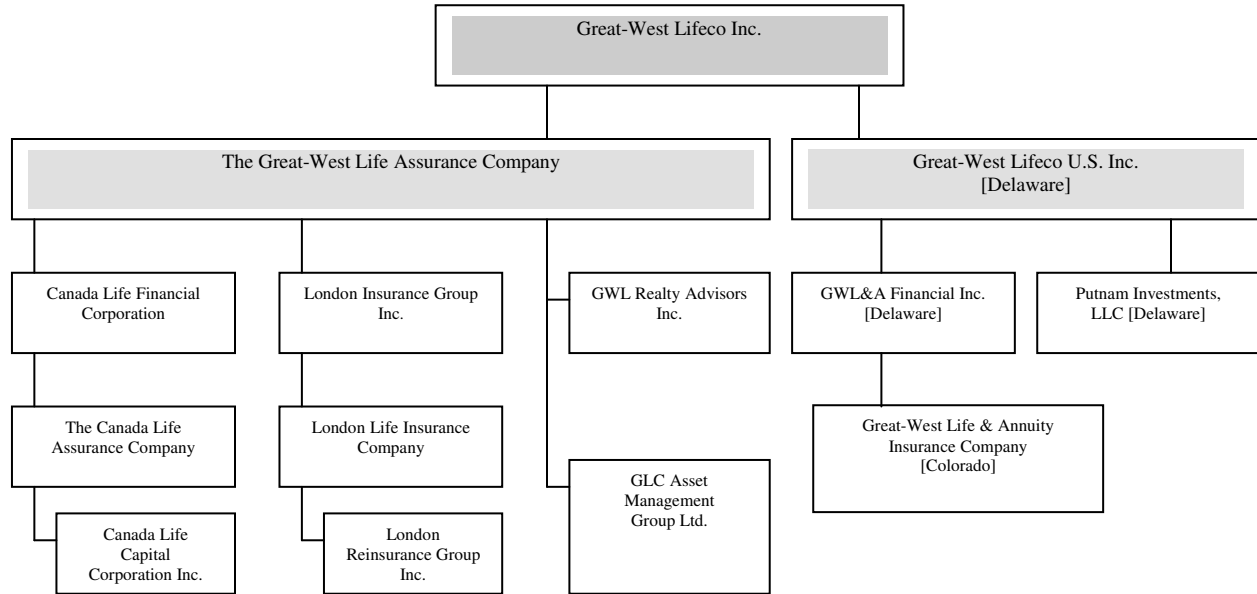 Great-West Lifeco Inc.
The Great-West Life Assurance Company
Great-West Lifeco U.S. Inc.
[Delaware]
Canada Life Financial
Corporation
London Insurance Group
Inc.
GWL Realty Advisors
Inc.
GWL&A Financial Inc.
[Delaware]
Putnam Investments,
LLC [Delaware]
The Canada Life
Assurance Company
London Life Insurance
Company
Great-West Life & Annuity
Insurance Company
[Colorado]
GLC Asset
Management
Group Ltd.
Canada Life
Capital
Corporation Inc.
London
Reinsurance Group
Inc.